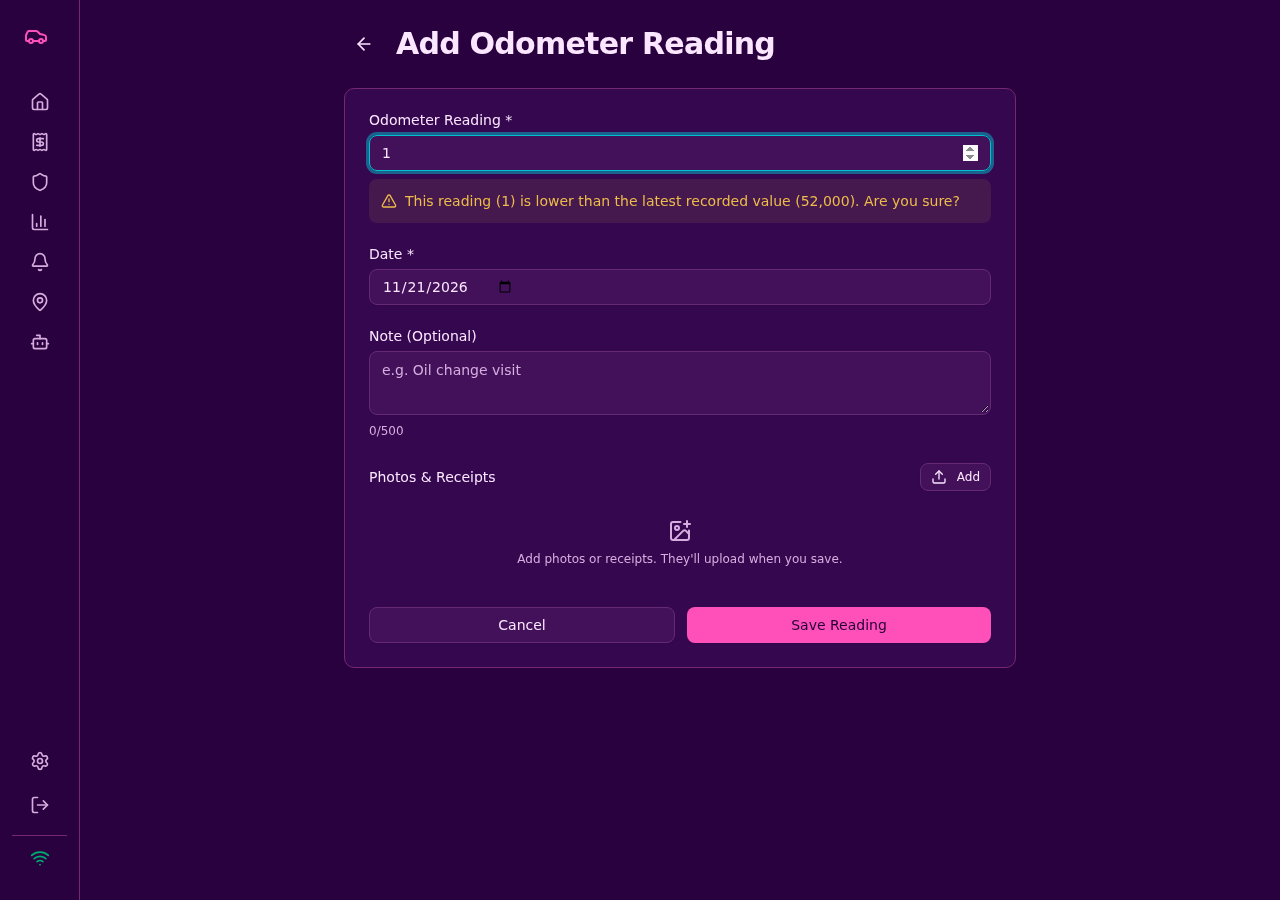 Add Odometer Reading
Odometer Reading *
1
This reading (1) is lower than the latest recorded value (52,000). Are you sure?
Date *
11/21/2026
Note (Optional)
e.g. Oil change visit
0/500
Photos & Receipts
Add
Add photos or receipts. They'll upload when you save.
Cancel
Save Reading